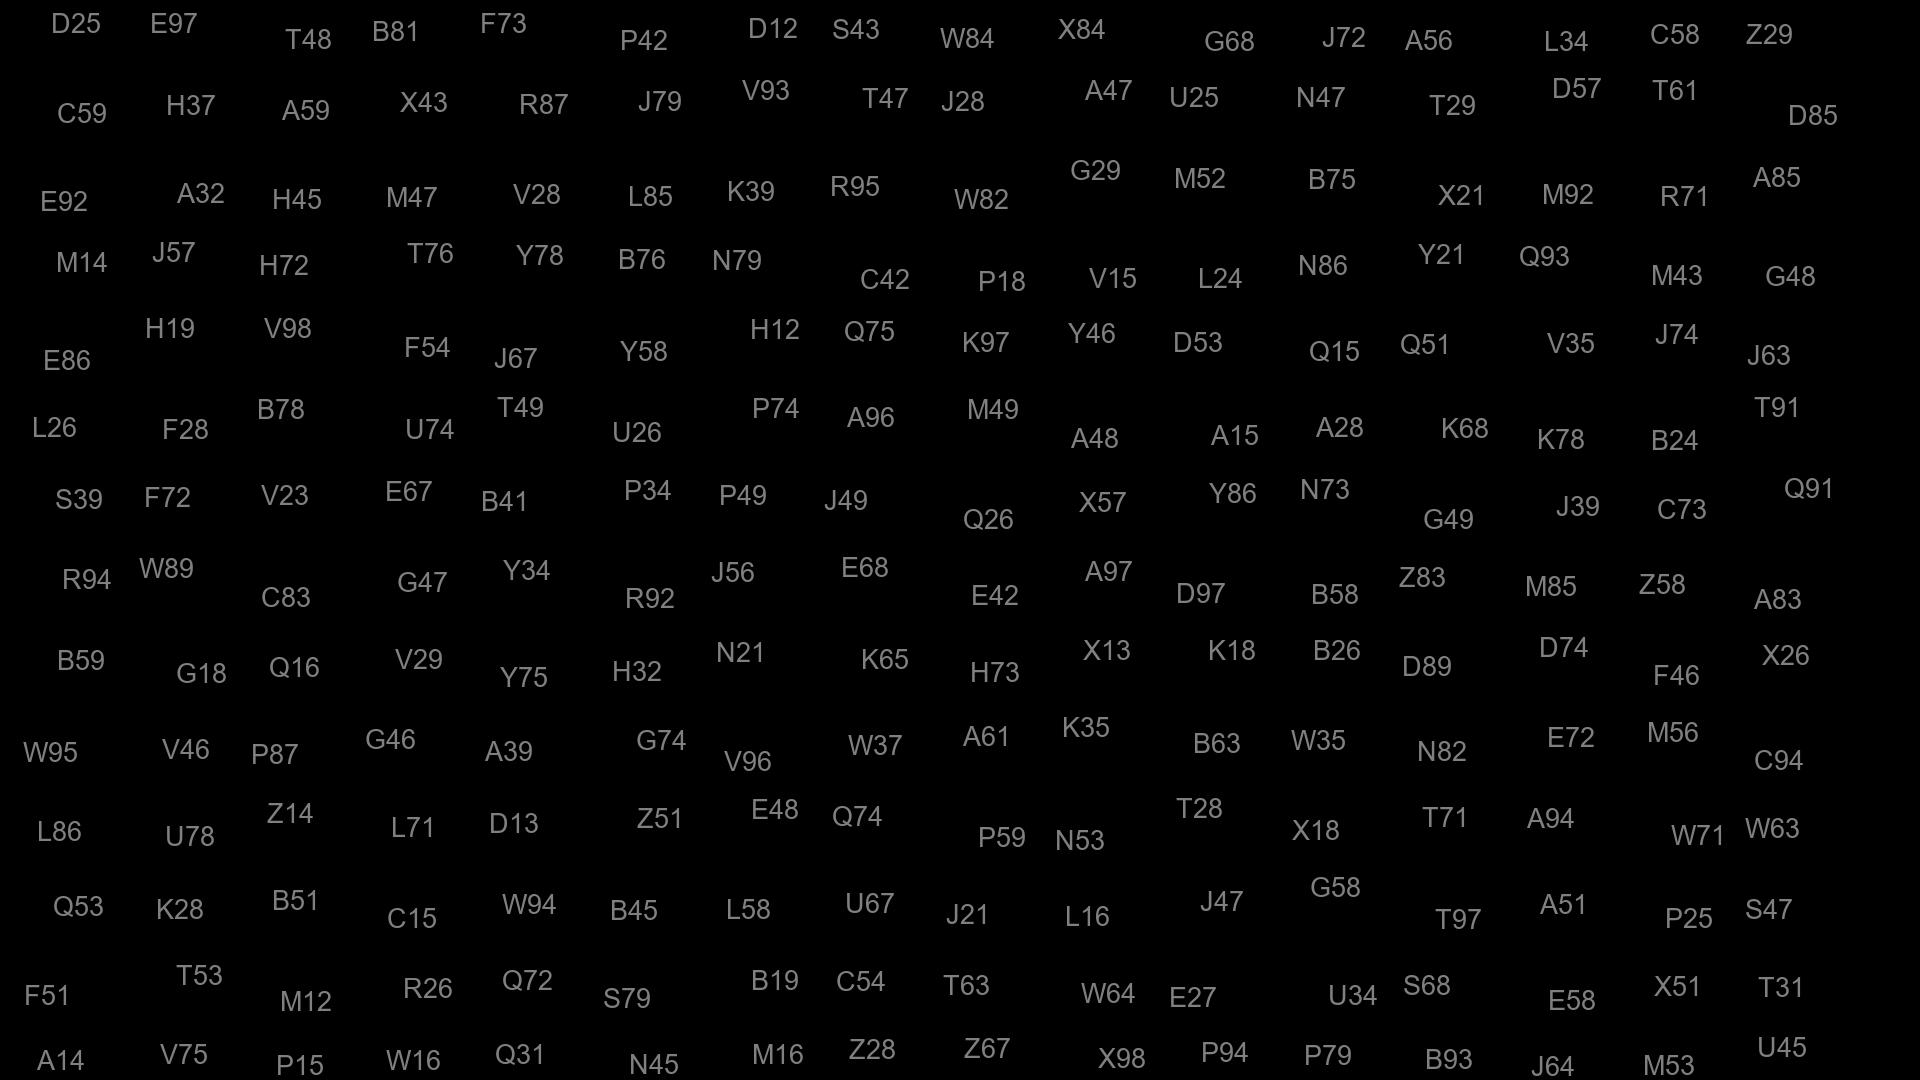 D25 E97 T48 B81 F73 P42 D12 S43 W84 X84 G68 J72 A56 L34 C58 Z29
C59 H37 A59 X43 R87 J79 V93 T47 J28 A47 U25 N47 T29 D57 T61 D85
E92 A32 H45 M47 V28 L85 K39 R95 W82 G29 M52 B75 X21 M92 R71 A85
M14 J57 H72 T76 Y78 B76 N79 C42 P18 V15 L24 N86 Y21 Q93 M43 G48
E86 H19 V98 F54 J67 Y58 H12 Q75 K97 Y46 D53 Q15 Q51 V35 J74 J63
L26 F28 B78 U74 T49 U26 P74 A96 M49 A48 A15 A28 K68 K78 B24 T91
S39 F72 V23 E67 B41 P34 P49 J49 Q26 X57 Y86 N73 G49 J39 C73 Q91
R94 W89 C83 G47 Y34 R92 J56 E68 E42 A97 D97 B58 Z83 M85 Z58 A83
B59 G18 Q16 V29 Y75 H32 N21 K65 H73 X13 K18 B26 D89 D74 F46 X26
W95 V46 P87 G46 A39 G74 V96 W37 A61 K35 B63 W35 N82 E72 M56 C94
L86 U78 Z14 L71 D13 Z51 E48 Q74 P59 N53 T28 X18 T71 A94 W71 W63
Q53 K28 B51 C15 W94 B45 L58 U67 J21 L16 J47 G58 T97 A51 P25 S47
F51 T53 M12 R26 Q72 S79 B19 C54 T63 W64 E27 U34 S68 E58 X51 T31
A14 V75 P15 W16 Q31 N45 M16 Z28 Z67 X98 P94 P79 B93 J64 M53 U45